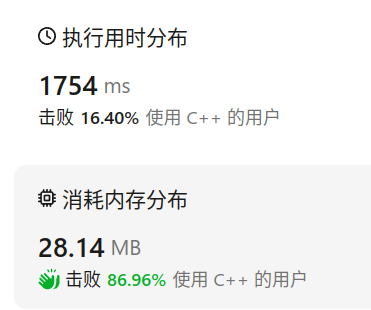 执行用时分布
1754 ms
击败 16.40% 使用 C++ 的用户
消耗内存分布
28.14 MB
击败 86.96% 使用 C++ 的用户